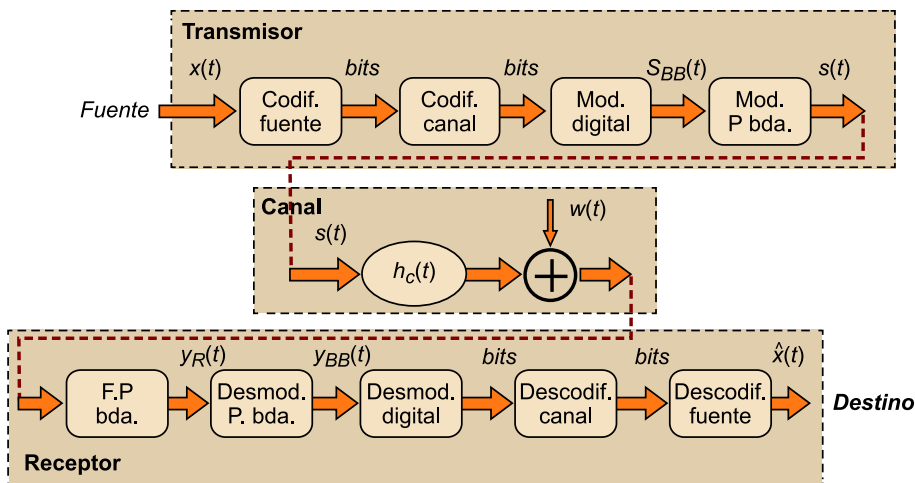 Transmisor
x(t)
bits
bits
S_BB(t)
s(t)
Fuente
Codif.
fuente
Codif.
canal
Mod.
digital
Mod.
P bda.
Canal
w(t)
s(t)
h_c(t)
+
y_R(t)
y_BB(t)
bits
bits
x̂(t)
F.P
bda.
Desmod.
P. bda.
Desmod.
digital
Descodif.
canal
Descodif.
fuente
Destino
Receptor